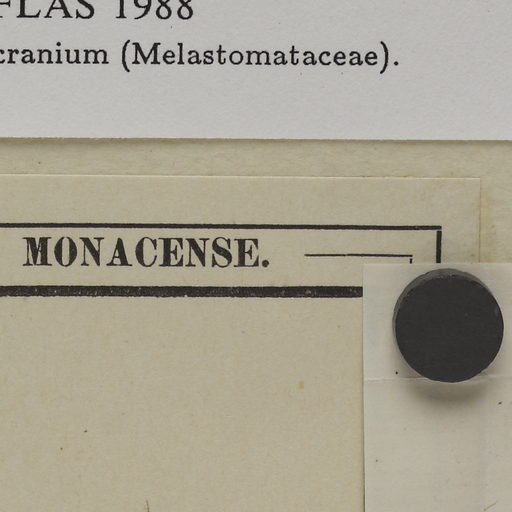 FLAS 1988
cranium (Melastomataceae).
MONACENSE.